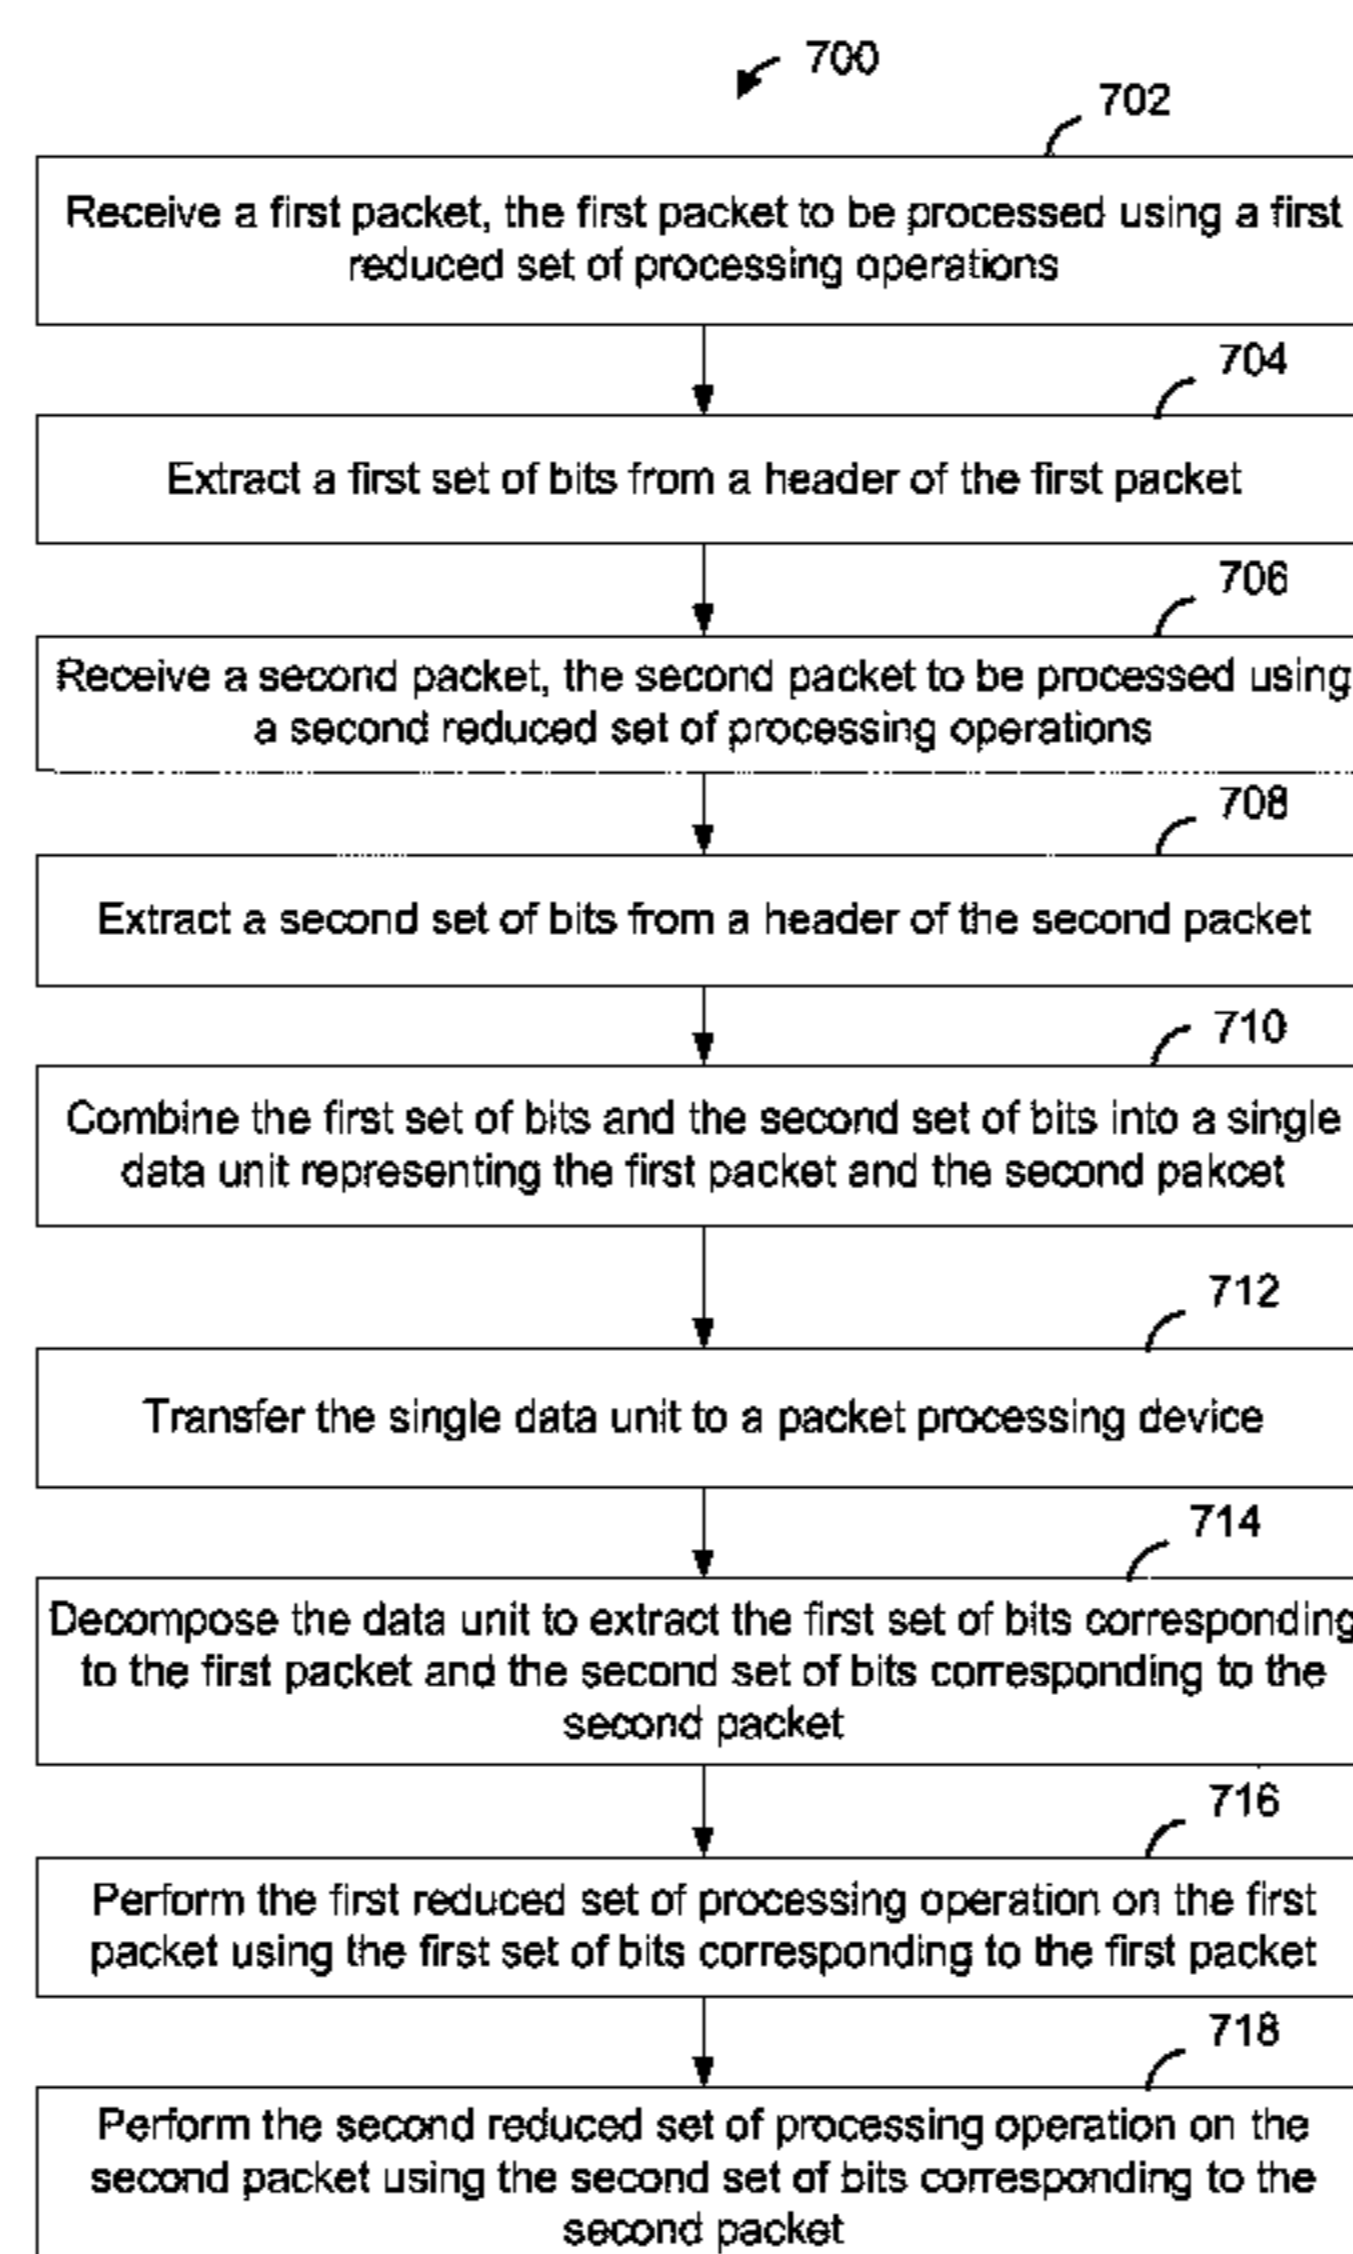 700
702
Receive a first packet, the first packet to be processed using a first
reduced set of processing operations
704
Extract a first set of bits from a header of the first packet
706
Receive a second packet, the second packet to be processed using
a second reduced set of processing operations
708
Extract a second set of bits from a header of the second packet
710
Combine the first set of bits and the second set of bits into a single
data unit representing the first packet and the second pakcet
712
Transfer the single data unit to a packet processing device
714
Decompose the data unit to extract the first set of bits corresponding
to the first packet and the second set of bits corresponding to the
second packet
716
Perform the first reduced set of processing operation on the first
packet using the first set of bits corresponding to the first packet
718
Perform the second reduced set of processing operation on the
second packet using the second set of bits corresponding to the
second packet